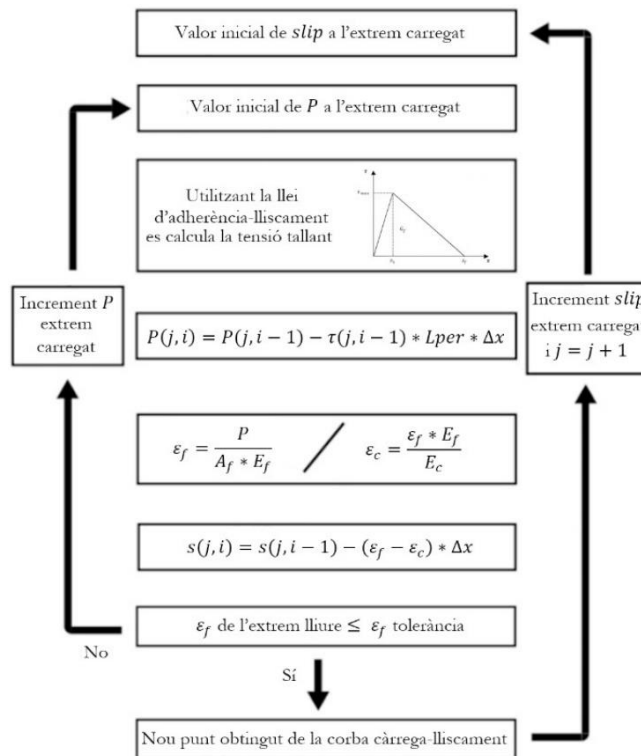 Valor inicial de slip a l'extrem carregat
Valor inicial de P a l'extrem carregat
Utilitzant la llei
d'adherència-lliscament
es calcula la tensió tallant
Increment P
extrem
carregat
Increment slip
extrem carregat
i j = j + 1
P(j, i) = P(j, i − 1) − τ(j, i − 1) ∗ Lper ∗ Δx
ε_f = P / (A_f ∗ E_f) / ε_c = (ε_f ∗ E_f) / E_c
s(j, i) = s(j, i − 1) − (ε_f − ε_c) ∗ Δx
ε_f de l'extrem lliure ≤ ε_f tolerància
No
Sí
Nou punt obtingut de la corba càrrega-lliscament